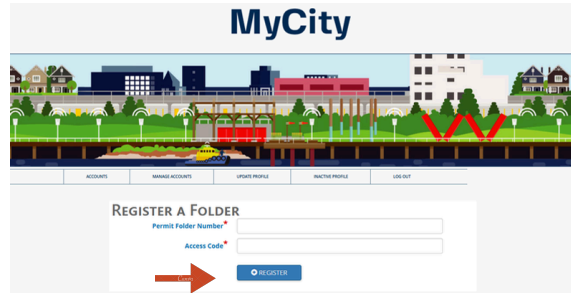 MyCity
ACCOUNTS MANAGE ACCOUNTS UPDATE PROFILE INACTIVE PROFILE LOG OUT
REGISTER A FOLDER
Permit Folder Number*
Access Code*
REGISTER